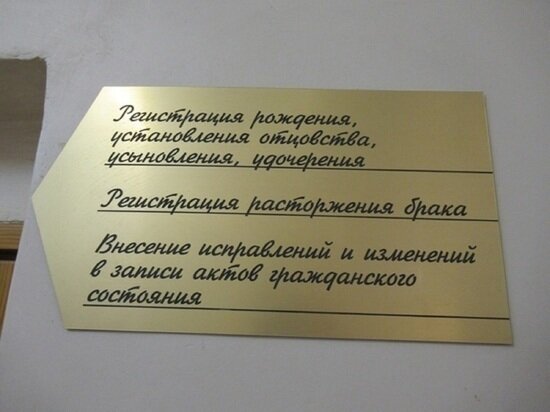 Регистрация рождения,
установления отцовства,
усыновления, удочерения
Регистрация расторжения брака
Внесение исправлений и изменений
в записи актов гражданского
состояния